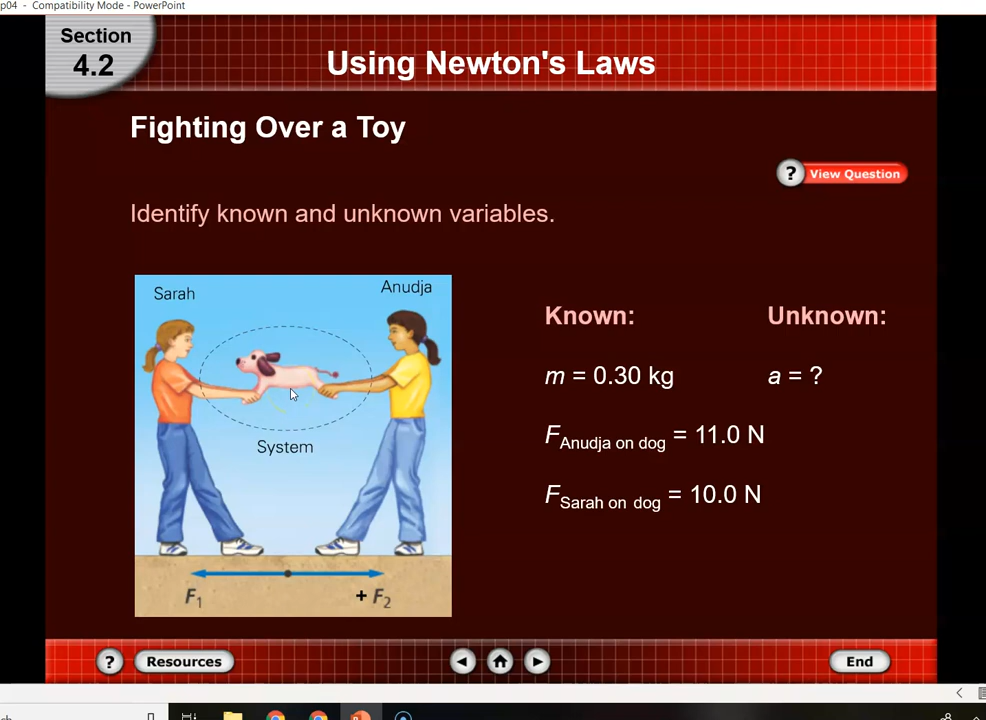 p04 - Compatibility Mode - PowerPoint
Section
4.2
Using Newton's Laws
Fighting Over a Toy
? View Question
Identify known and unknown variables.
Sarah
Anudja
System
F1
+ F2
Known:
Unknown:
m = 0.30 kg
a = ?
FAnudja on dog = 11.0 N
FSarah on dog = 10.0 N
? Resources
End
ch